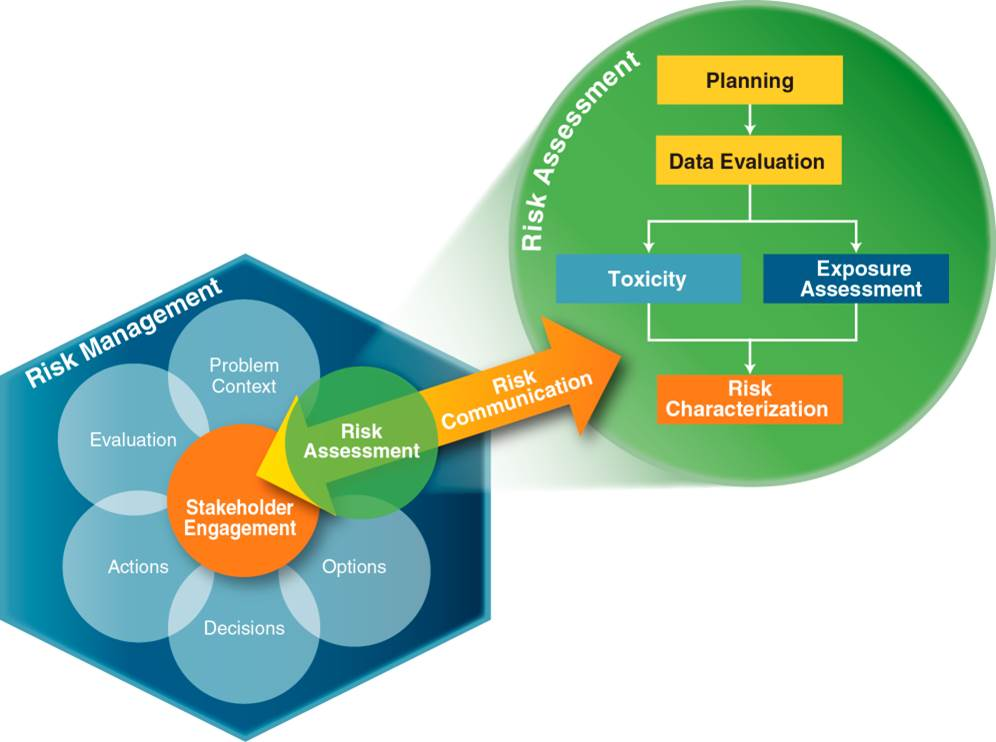 Risk Assessment
Planning
Data Evaluation
Toxicity
Exposure
Assessment
Risk
Characterization
Risk Management
Problem
Context
Evaluation
Risk
Assessment
Risk
Communication
Stakeholder
Engagement
Actions
Options
Decisions